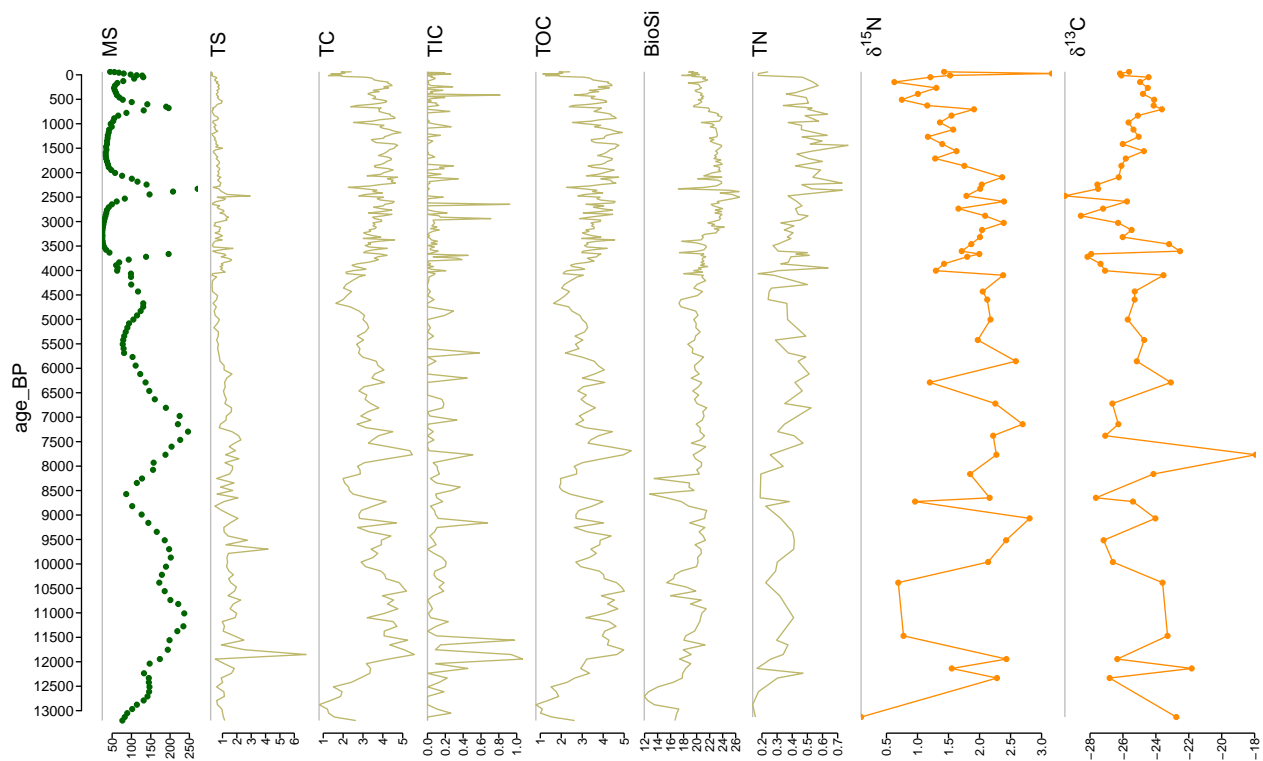 MS
TS
TC
TIC
TOC
BioSi
TN
δ15N
δ13C
age_BP
0
500
1000
1500
2000
2500
3000
3500
4000
4500
5000
5500
6000
6500
7000
7500
8000
8500
9000
9500
10000
10500
11000
11500
12000
12500
13000
50 100 150 200 250
1 2 3 4 5 6
1 2 3 4 5
0.0 0.2 0.4 0.6 0.8 1.0
1 2 3 4 5
12 14 16 18 20 22 24 26
0.2 0.3 0.4 0.5 0.6 0.7
0.5 1.0 1.5 2.0 2.5 3.0
−28 −26 −24 −22 −20 −18